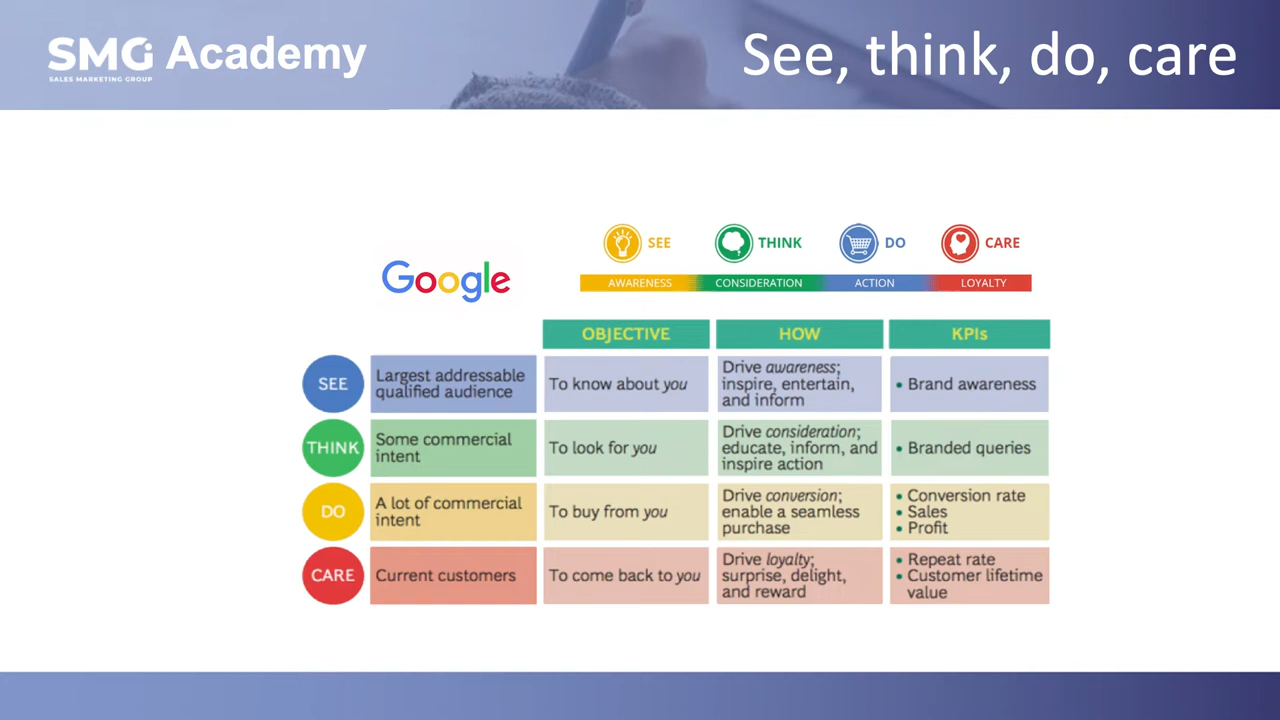 SMG Academy
SALES MARKETING GROUP
See, think, do, care
Google
SEE
THINK
DO
CARE
AWARENESS
CONSIDERATION
ACTION
LOYALTY
OBJECTIVE
HOW
KPIs
SEE
Largest addressable
qualified audience
To know about you
Drive awareness;
inspire, entertain,
and inform
• Brand awareness
THINK
Some commercial
intent
To look for you
Drive consideration;
educate, inform, and
inspire action
• Branded queries
DO
A lot of commercial
intent
To buy from you
Drive conversion;
enable a seamless
purchase
• Conversion rate
• Sales
• Profit
CARE
Current customers
To come back to you
Drive loyalty;
surprise, delight,
and reward
• Repeat rate
• Customer lifetime
value